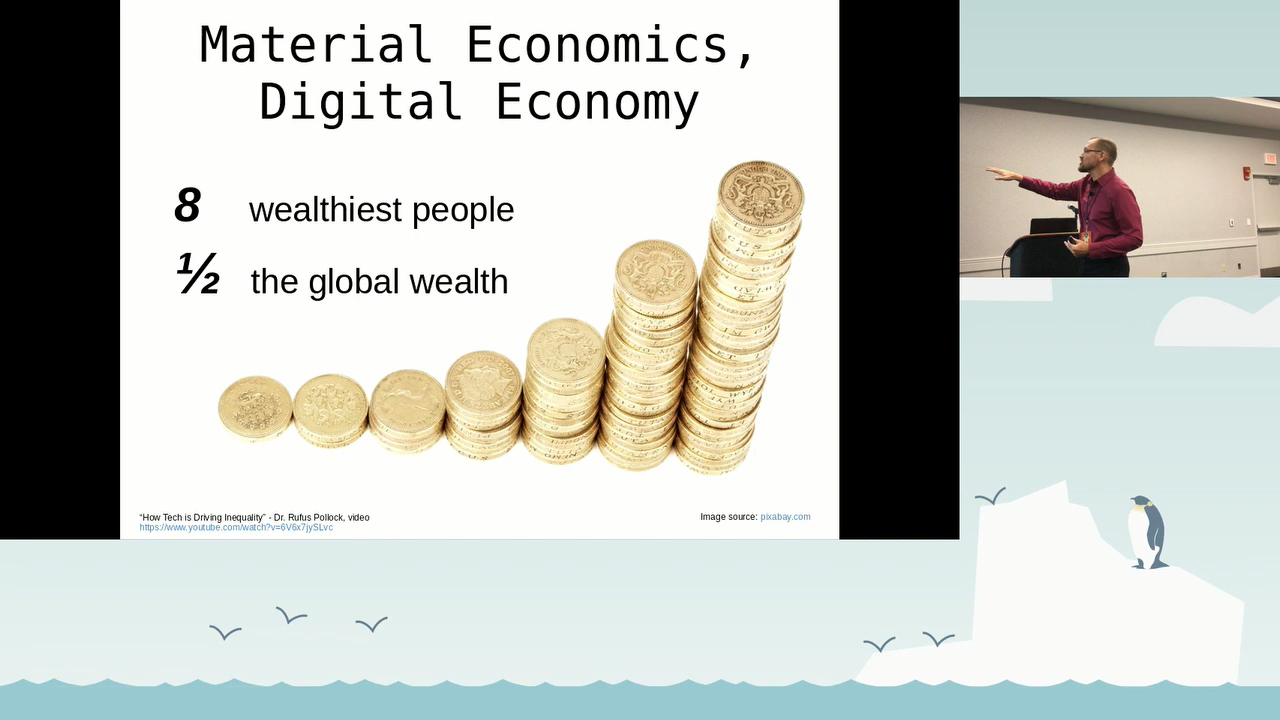 Material Economics,
Digital Economy
8 wealthiest people
½ the global wealth
“How Tech is Driving Inequality” - Dr. Rufus Pollock, video
https://www.youtube.com/watch?v=6V6x7jySLvc
Image source: pixabay.com